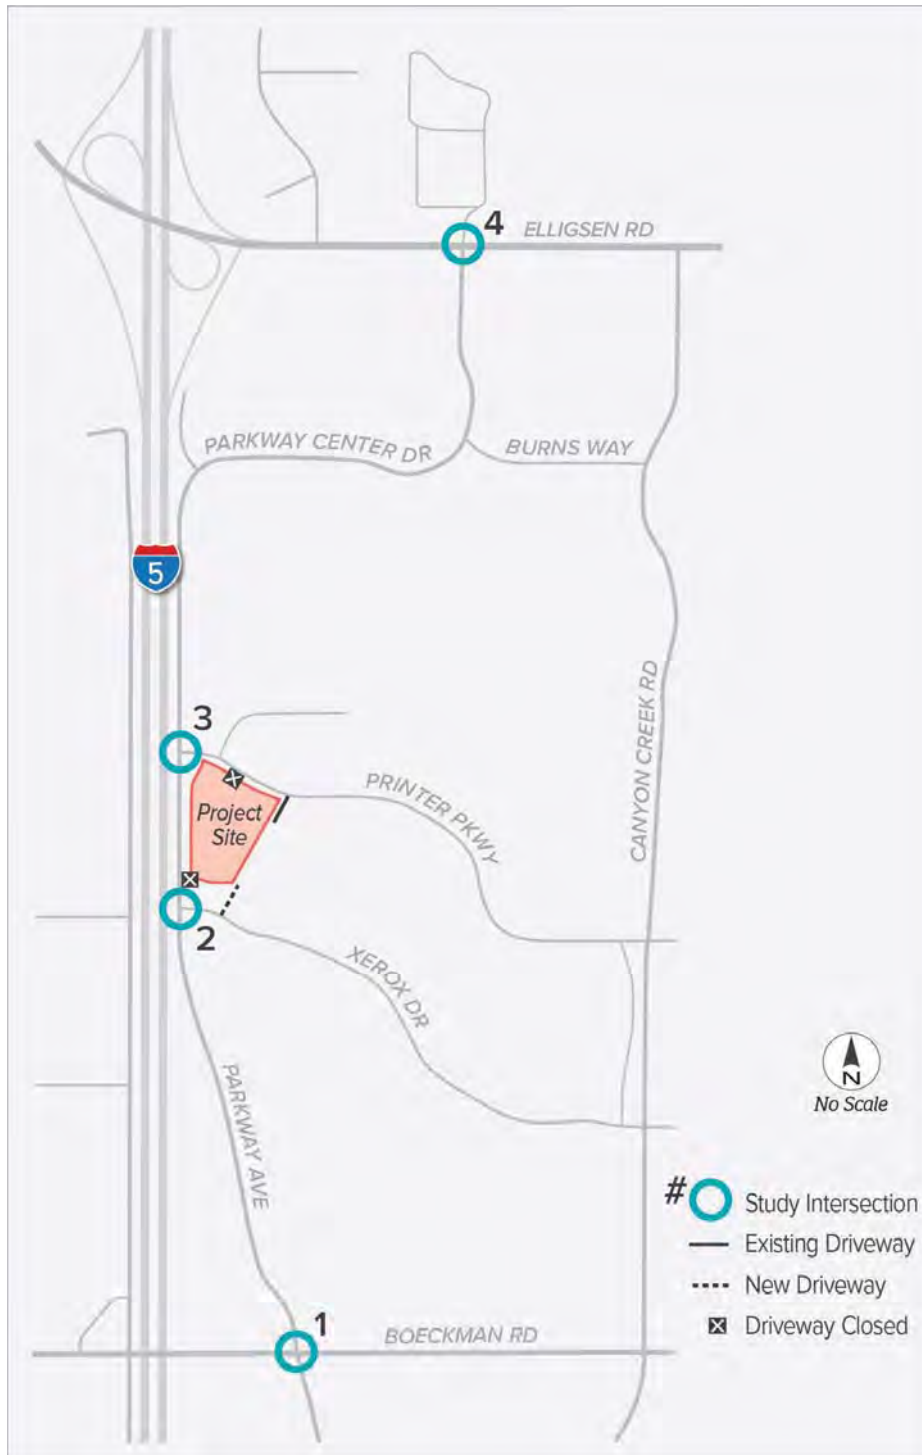 4
ELLIGSEN RD
PARKWAY CENTER DR
BURNS WAY
5
CANYON CREEK RD
3
PRINTER PKWY
Project
Site
2
XEROX DR
N
No Scale
PARKWAY AVE
# Study Intersection
Existing Driveway
New Driveway
Driveway Closed
1
BOECKMAN RD